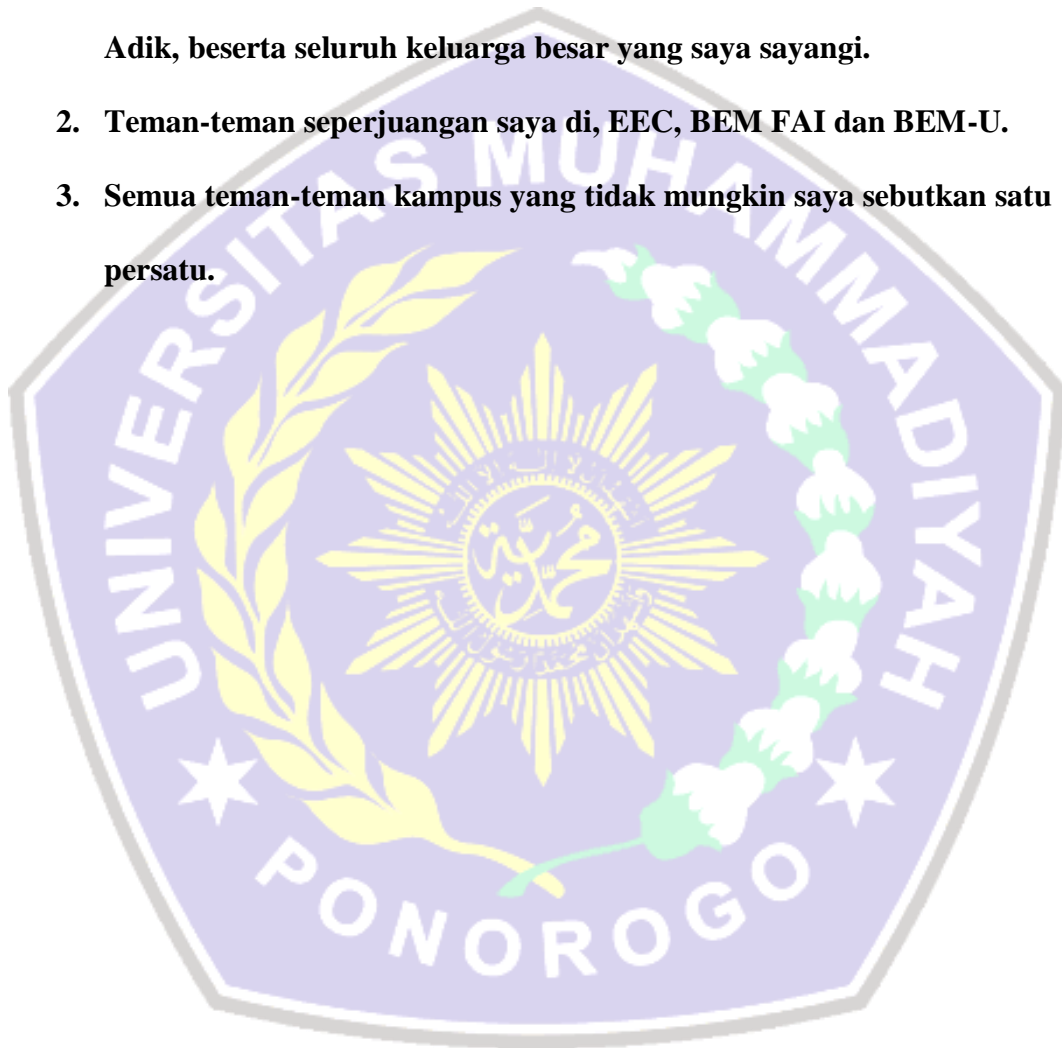 Adik, beserta seluruh keluarga besar yang saya sayangi.
2. Teman-teman seperjuangan saya di, EEC, BEM FAI dan BEM-U.
3. Semua teman-teman kampus yang tidak mungkin saya sebutkan satu
persatu.
UNIVERSITAS MUHAMMADIYAH
محمدية
PONOROGO